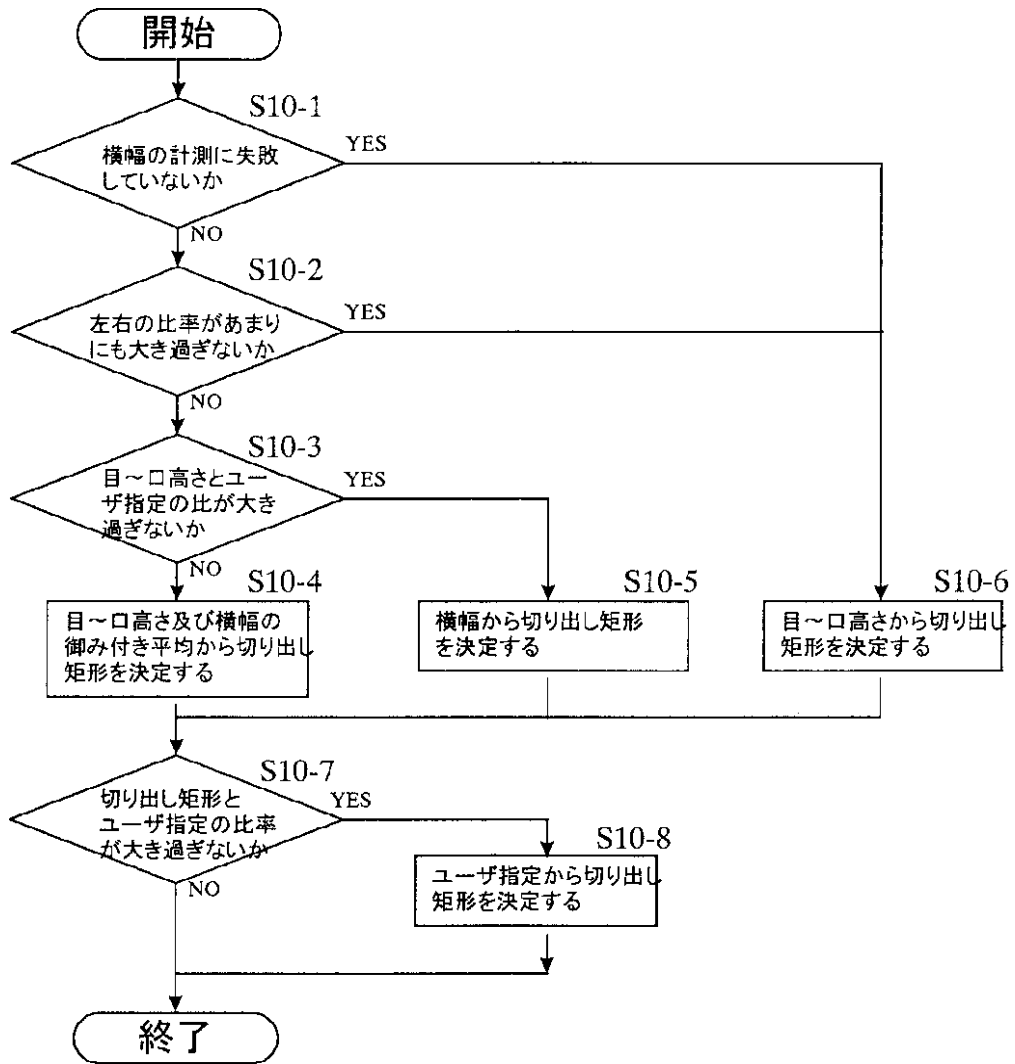 開始
S10-1
横幅の計測に失敗
していないか
YES
NO
S10-2
左右の比率があまり
にも大き過ぎないか
YES
NO
S10-3
目～口高さとユー
ザ指定の比が大き
過ぎないか
YES
NO
S10-4
目～口高さ及び横幅の
御み付き平均から切り出し
矩形を決定する
S10-5
横幅から切り出し矩形
を決定する
S10-6
目～口高さから切り出し
矩形を決定する
S10-7
切り出し矩形と
ユーザ指定の比率
が大き過ぎないか
YES
NO
S10-8
ユーザ指定から切り出し
矩形を決定する
終了